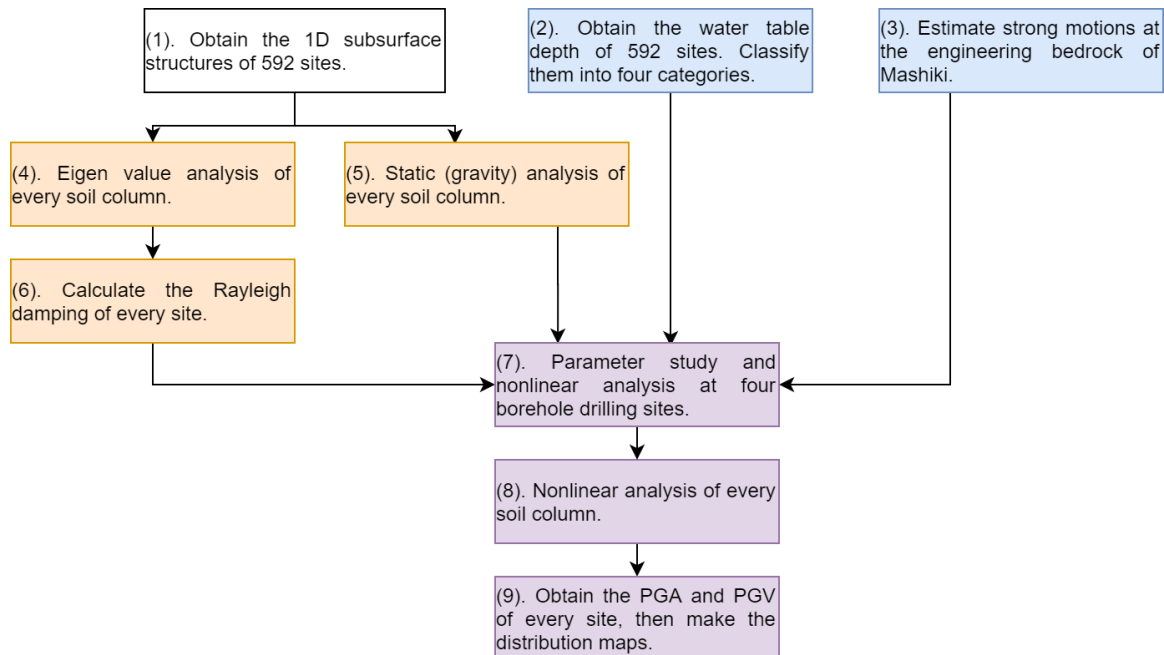 (1). Obtain the 1D subsurface
structures of 592 sites.
(2). Obtain the water table
depth of 592 sites. Classify
them into four categories.
(3). Estimate strong motions at
the engineering bedrock of
Mashiki.
(4). Eigen value analysis of
every soil column.
(5). Static (gravity) analysis of
every soil column.
(6). Calculate the Rayleigh
damping of every site.
(7). Parameter study and
nonlinear analysis at four
borehole drilling sites.
(8). Nonlinear analysis of every
soil column.
(9). Obtain the PGA and PGV
of every site, then make the
distribution maps.